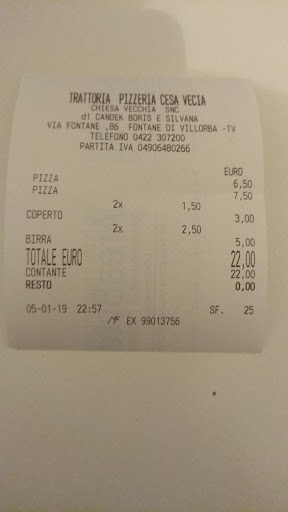 TRATTORIA PIZZERIA CESA VECIA
CHIESA VECCHIA SNC
di CANDEK BORIS E SILVANA
VIA FONTANE ,86 FONTANE DI VILLORBA -TV
TELEFONO 0422 307200
PARTITA IVA 04906480266
EURO
PIZZA 6,50
PIZZA 7,50
2x 1,50
COPERTO 3,00
2x 2,50
BIRRA 5,00
TOTALE EURO 22,00
CONTANTE 22,00
RESTO 0,00
05-01-19 22:57 SF. 25
MF EX 99013756